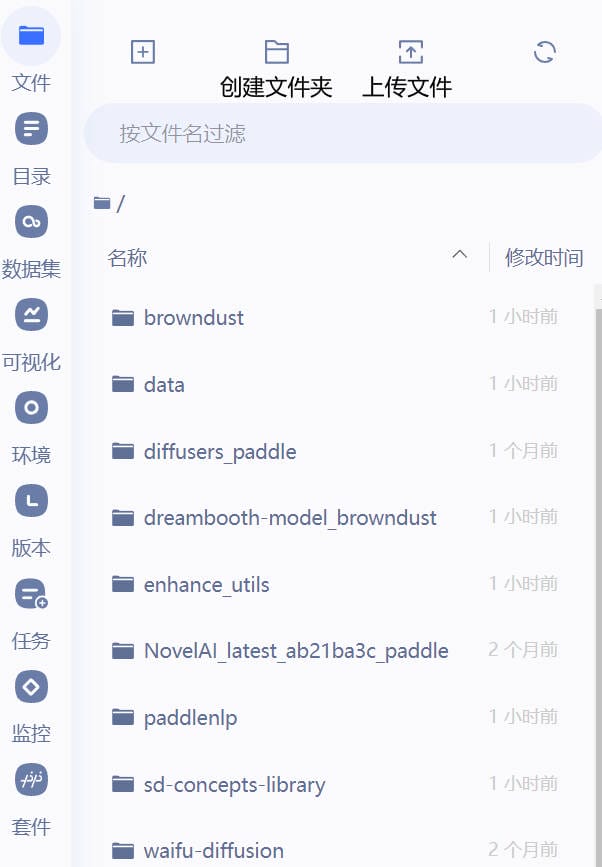 文件
目录
数据集
可视化
环境
版本
任务
监控
套件
创建文件夹 上传文件
按文件名过滤
/
名称 修改时间
browndust 1 小时前
data 1 小时前
diffusers_paddle 1 个月前
dreambooth-model_browndust 1 小时前
enhance_utils 1 小时前
NovelAI_latest_ab21ba3c_paddle 2 个月前
paddlenlp 1 小时前
sd-concepts-library 1 小时前
waifu-diffusion 2 个月前